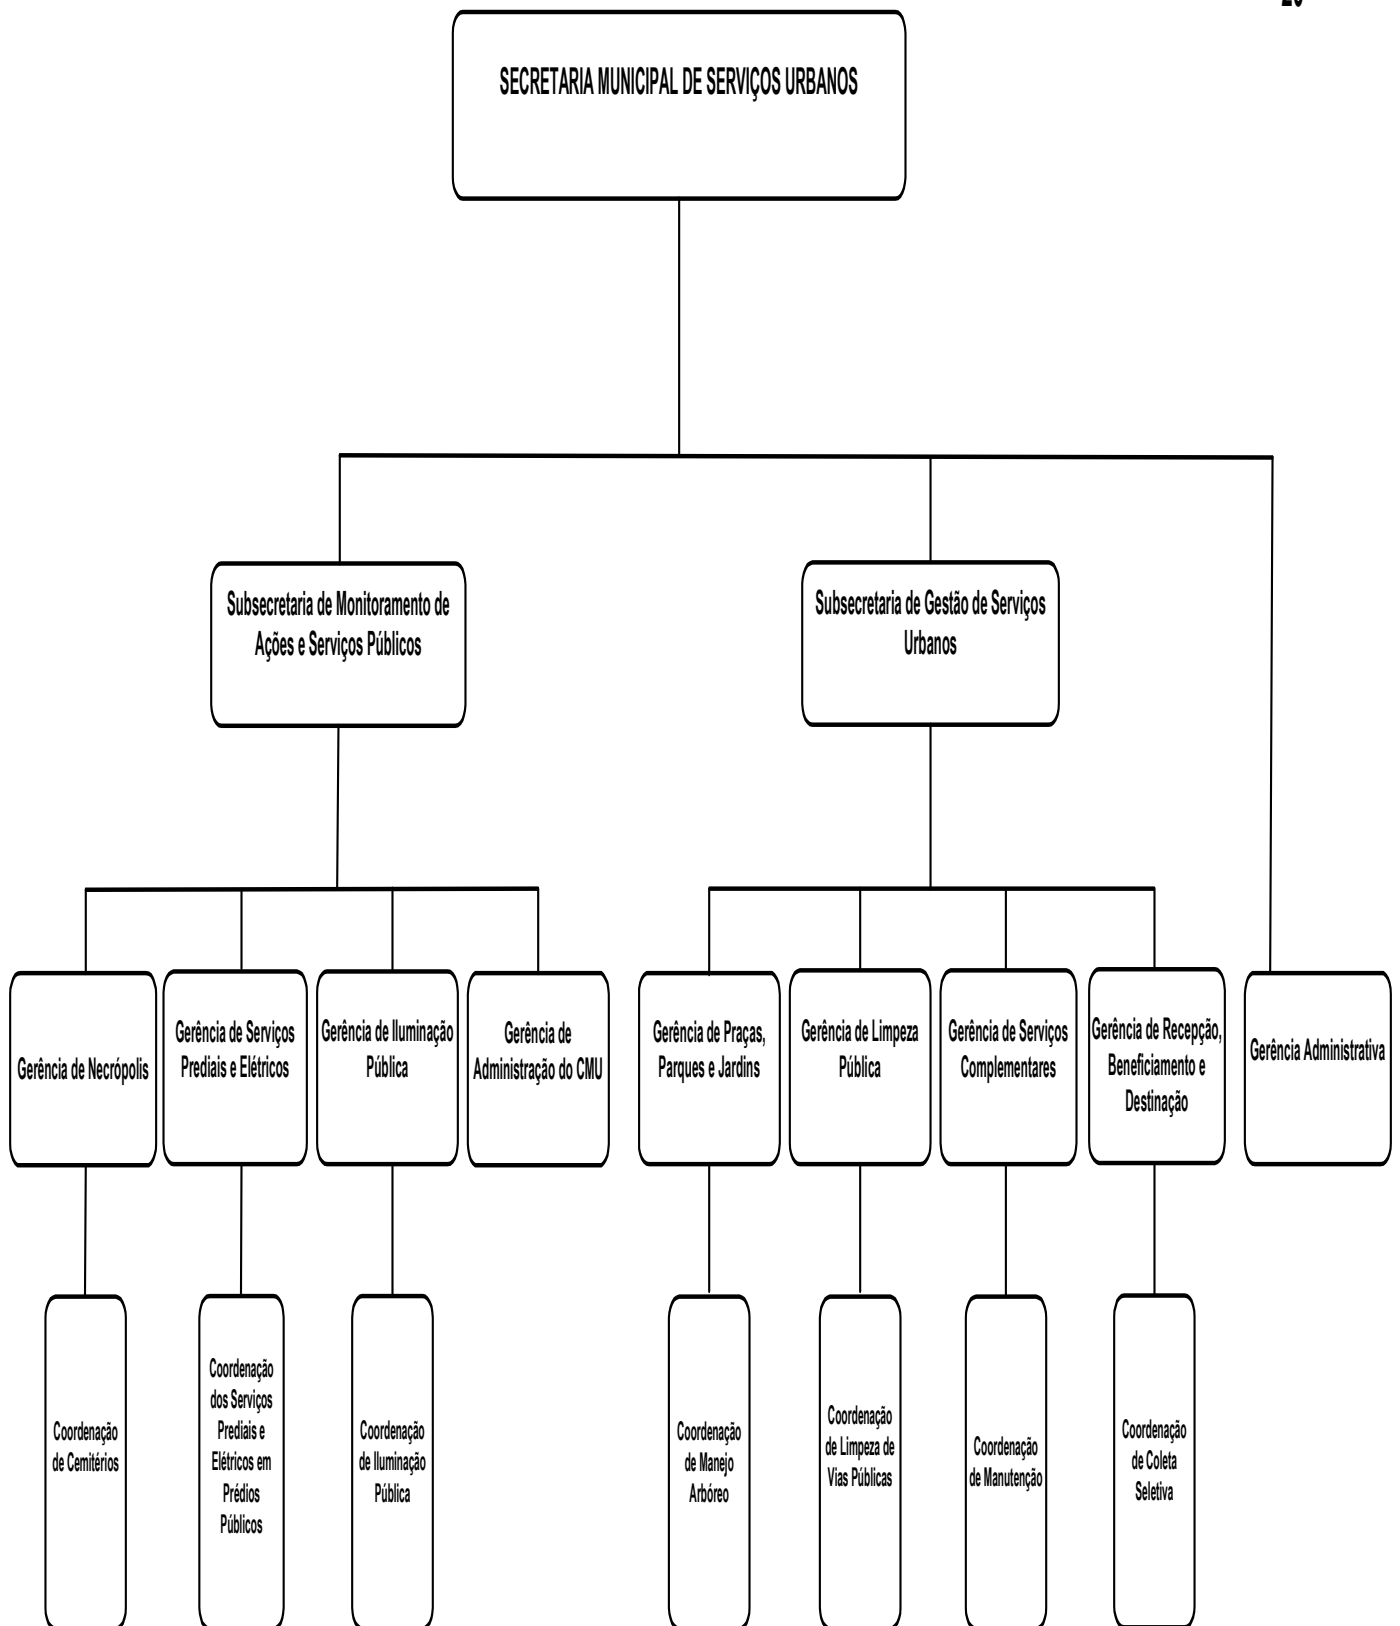 SECRETARIA MUNICIPAL DE SERVIÇOS URBANOS
Subsecretaria de Monitoramento de
Ações e Serviços Públicos
Subsecretaria de Gestão de Serviços
Urbanos
Gerência de Necrópolis
Gerência de Serviços
Prediais e Elétricos
Gerência de Iluminação
Pública
Gerência de
Administração do CMU
Gerência de Praças,
Parques e Jardins
Gerência de Limpeza
Pública
Gerência de Serviços
Complementares
Gerência de Recepção,
Beneficiamento e
Destinação
Gerência Administrativa
Coordenação
de Cemitérios
Coordenação
dos Serviços
Prediais e
Elétricos em
Prédios
Públicos
Coordenação
de Iluminação
Pública
Coordenação
de Manejo
Arbóreo
Coordenação
de Limpeza de
Vias Públicas
Coordenação
de Manutenção
Coordenação
de Coleta
Seletiva